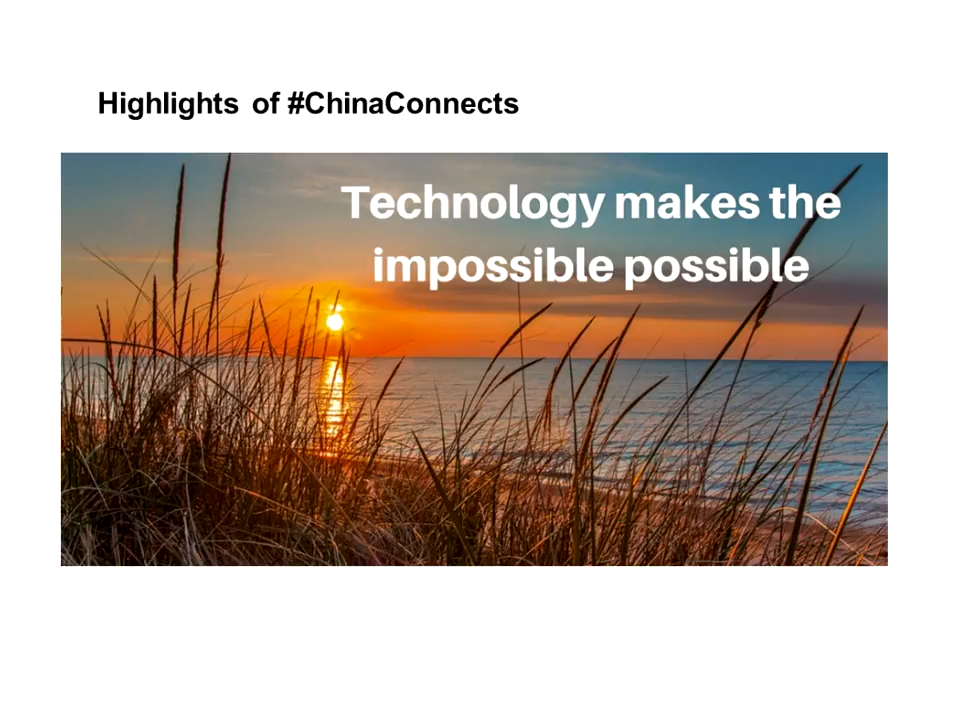 Highlights of #ChinaConnects
Technology makes the
impossible possible